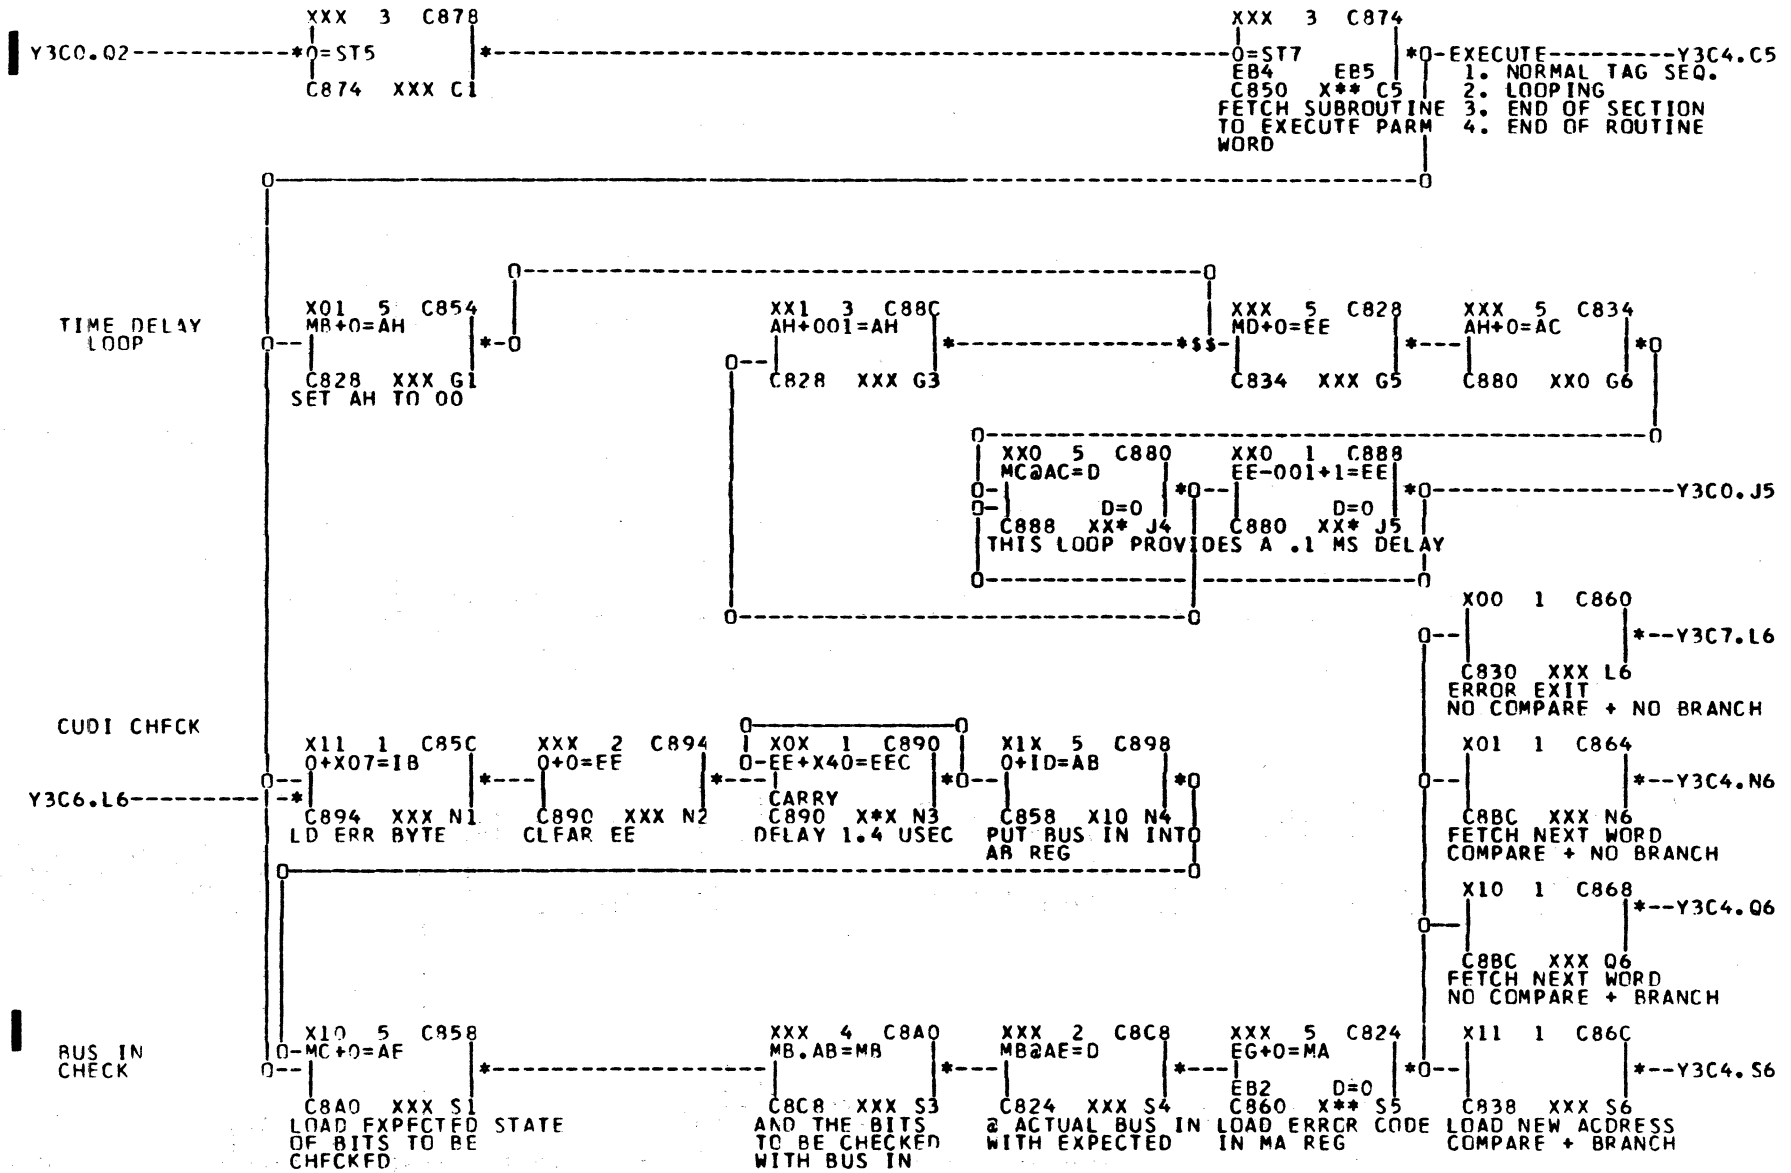 XXX 3 C878
XXX 3 C874
Y3C0.Q2---------------*0=ST5 *---0=ST7 *0-EXECUTE---------Y3C4.C5
EB4 EB5 1. NORMAL TAG SEQ.
C874 XXX C1
C850 X** C5 2. LOOPING
FETCH SUBROUTINE 3. END OF SECTION
TO EXECUTE PARM 4. END OF ROUTINE
WORD
TIME DELAY
LOOP
X01 5 C854
MB+0=AH
C828 XXX G1
SET AH TO 00
XX1 3 C88C
AH+001=AH
C828 XXX G3
*$$-
XXX 5 C828
MD+0=EE
C834 XXX G5
XXX 5 C834
AH+0=AC
C880 XX0 G6
XX0 5 C880
MC@AC=D
D=0
C888 XX* J4
XX0 1 C888
EE-001+1=EE
D=0
C880 XX* J5
Y3C0.J5
THIS LOOP PROVIDES A .1 MS DELAY
X00 1 C860
*--Y3C7.L6
C830 XXX L6
ERROR EXIT
NO COMPARE + NO BRANCH
CUDI CHFCK
Y3C6.L6
X11 1 C85C
0+X07=IB
C894 XXX N1
LD ERR BYTE
XXX 2 C894
0+0=EE
C890 XXX N2
CLFAR EE
X0X 1 C890
EE+X40=EEC
CARRY
C890 X*X N3
DELAY 1.4 USEC
X1X 5 C898
0+ID=AB
C858 X10 N4
PUT BUS IN INTO
AB REG
X01 1 C864
*--Y3C4.N6
C8BC XXX N6
FETCH NEXT WORD
COMPARE + NO BRANCH
X10 1 C868
*--Y3C4.Q6
C8BC XXX Q6
FETCH NEXT WORD
NO COMPARE + BRANCH
BUS IN
CHECK
X10 5 C858
MC+0=AF
C8A0 XXX S1
LOAD FXPFCTED STATE
OF BITS TO BE
CHFCKFD
XXX 4 C8A0
MB.AB=MB
C8C8 XXX S3
AND THE BITS
TO BE CHECKED
WITH BUS IN
XXX 2 C8C8
MB@AE=D
C824 XXX S4
@ ACTUAL BUS IN
WITH EXPECTED
XXX 5 C824
EG+0=MA
EB2 D=0
C860 X** S5
LOAD ERROR CODE
IN MA REG
X11 1 C86C
*--Y3C4.S6
C838 XXX S6
LOAD NEW ACDRESS
COMPARE + BRANCH